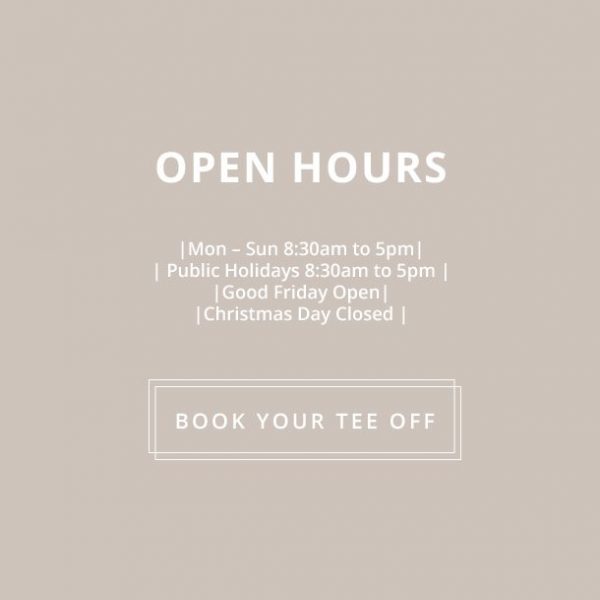 OPEN HOURS
|Mon – Sun 8:30am to 5pm|
| Public Holidays 8:30am to 5pm |
|Good Friday Open|
|Christmas Day Closed |
BOOK YOUR TEE OFF